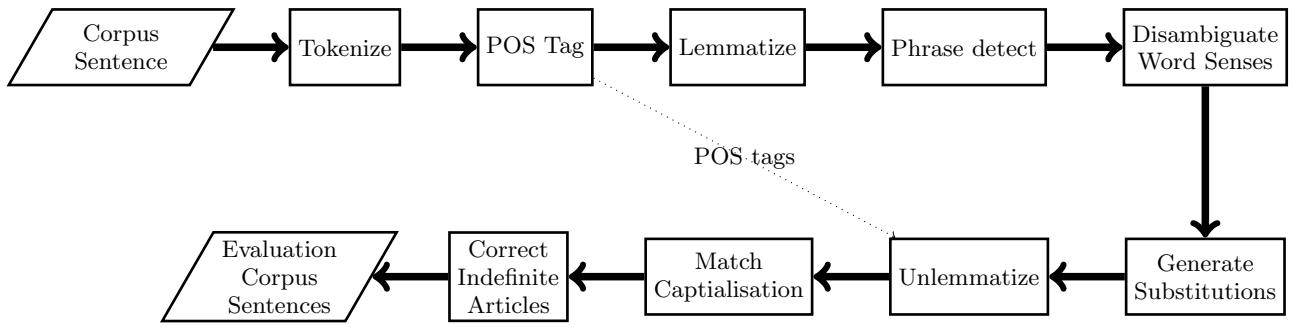 Corpus
Sentence
Tokenize
POS Tag
Lemmatize
Phrase detect
Disambiguate
Word Senses
POS tags
Evaluation
Corpus
Sentences
Correct
Indefinite
Articles
Match
Captialisation
Unlemmatize
Generate
Substitutions